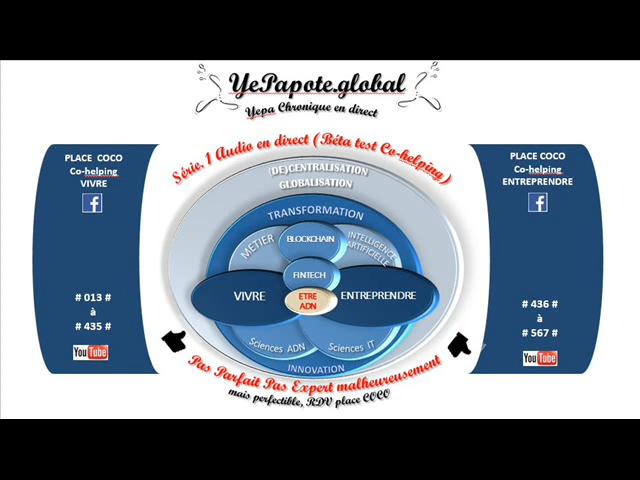 YePapote.global
Yepa Chronique en direct
Série, 1 Audio en direct ( Béta test Co-helping)
(DE)CENTRALISATION
GLOBALISATION
TRANSFORMATION
METIER
BLOCKCHAIN
INTELLIGENCE
ARTIFICIELLE
FINTECH
VIVRE
ETRE
ADN
ENTREPRENDRE
Sciences ADN
Sciences IT
INNOVATION
Pas Parfait Pas Expert malheureusement
mais perfectible, RDV place COCO
PLACE COCO
Co-helping
VIVRE
f
# 013 #
à
# 435 #
YouTube
PLACE COCO
Co-helping
ENTREPRENDRE
f
# 436 #
à
# 567 #
YouTube